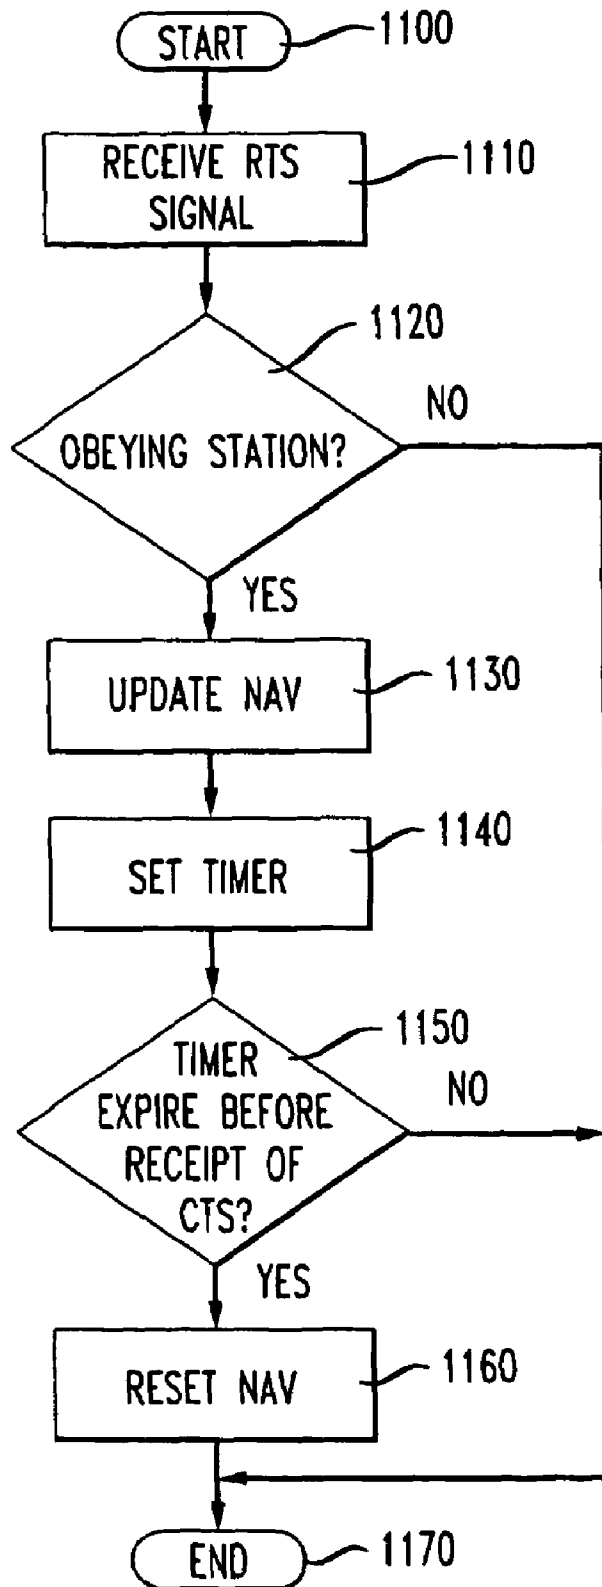 START
1100
RECEIVE RTS
SIGNAL
1110
1120
NO
OBEYING STATION?
YES
UPDATE NAV
1130
SET TIMER
1140
1150
TIMER
EXPIRE BEFORE
RECEIPT OF
CTS?
NO
YES
RESET NAV
1160
END
1170